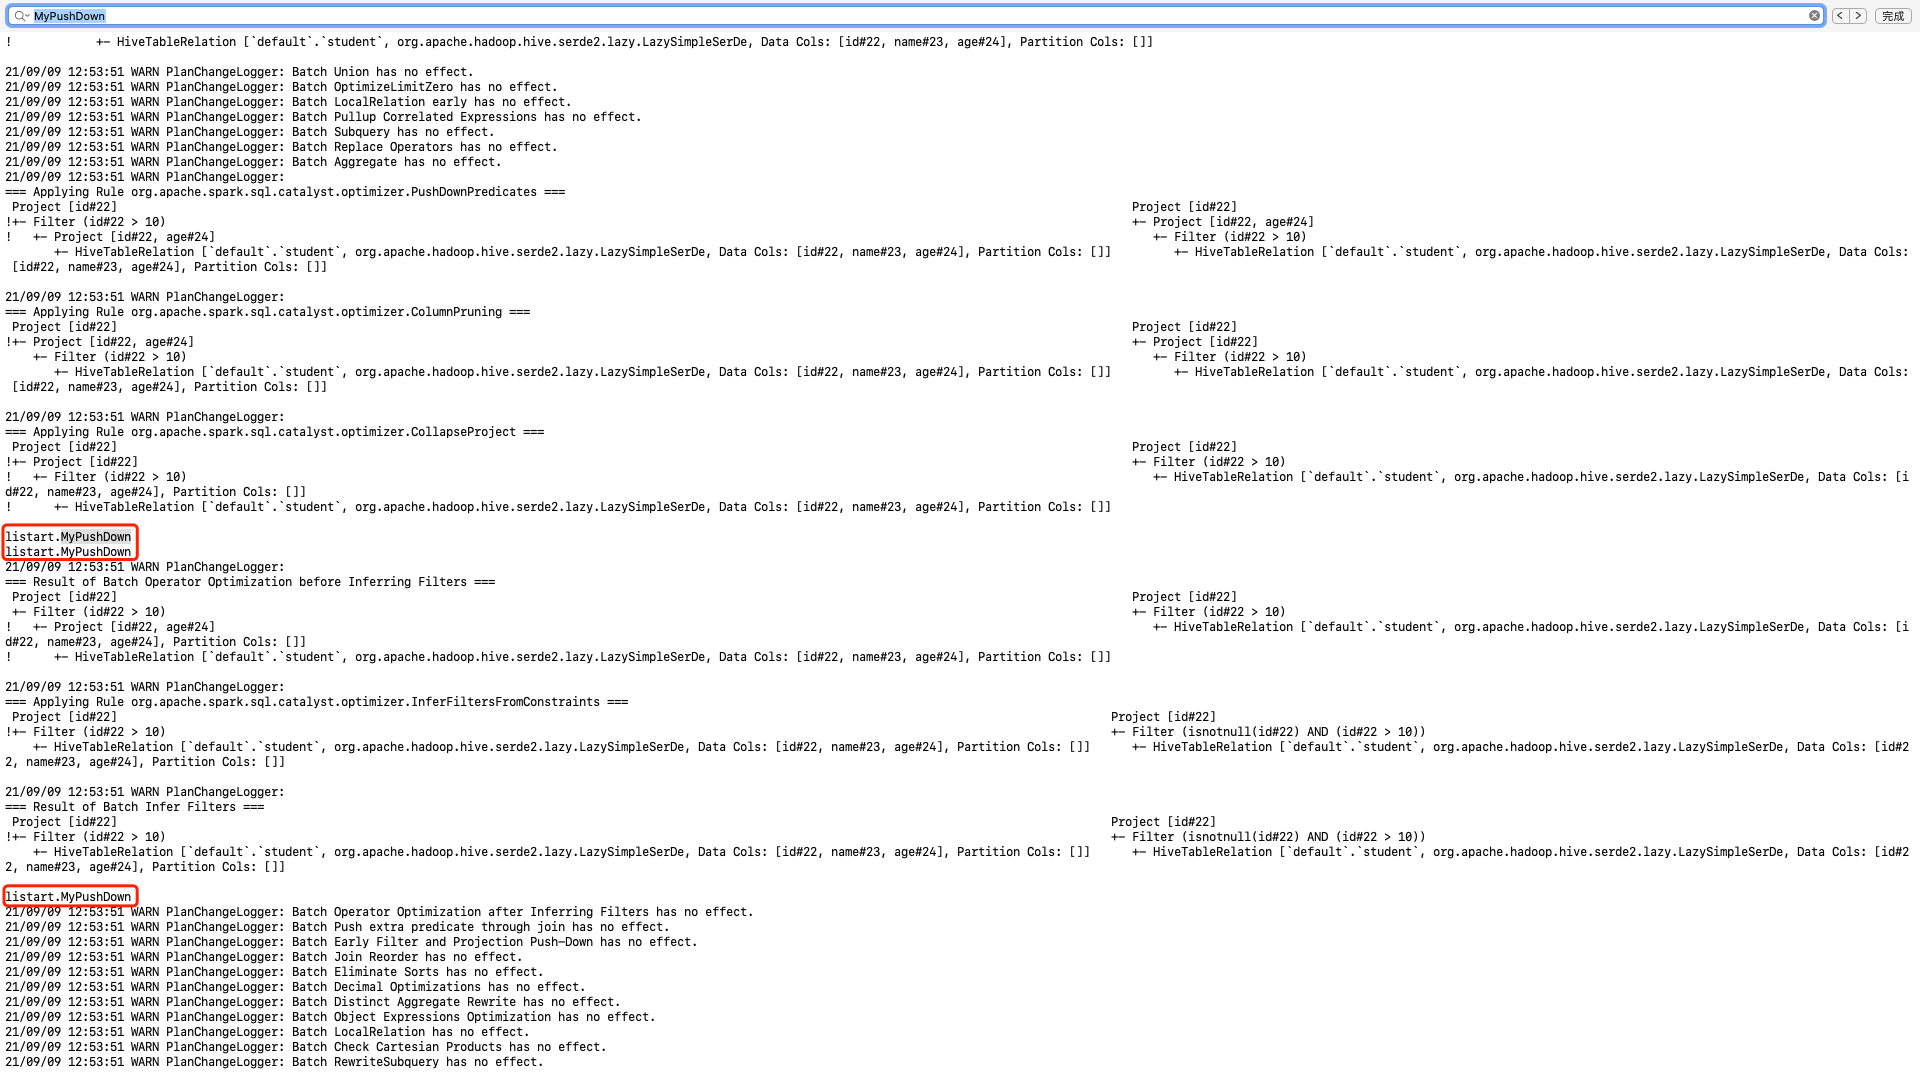 MyPushDown
完成
!            +- HiveTableRelation [`default`.`student`, org.apache.hadoop.hive.serde2.lazy.LazySimpleSerDe, Data Cols: [id#22, name#23, age#24], Partition Cols: []]
21/09/09 12:53:51 WARN PlanChangeLogger: Batch Union has no effect.
21/09/09 12:53:51 WARN PlanChangeLogger: Batch OptimizeLimitZero has no effect.
21/09/09 12:53:51 WARN PlanChangeLogger: Batch LocalRelation early has no effect.
21/09/09 12:53:51 WARN PlanChangeLogger: Batch Pullup Correlated Expressions has no effect.
21/09/09 12:53:51 WARN PlanChangeLogger: Batch Subquery has no effect.
21/09/09 12:53:51 WARN PlanChangeLogger: Batch Replace Operators has no effect.
21/09/09 12:53:51 WARN PlanChangeLogger: Batch Aggregate has no effect.
21/09/09 12:53:51 WARN PlanChangeLogger:
=== Applying Rule org.apache.spark.sql.catalyst.optimizer.PushDownPredicates ===
 Project [id#22]   Project [id#22]
!+- Filter (id#22 > 10)   +- Project [id#22, age#24]
!   +- Project [id#22, age#24]      +- Filter (id#22 > 10)
       +- HiveTableRelation [`default`.`student`, org.apache.hadoop.hive.serde2.lazy.LazySimpleSerDe, Data Cols: [id#22, name#23, age#24], Partition Cols: []]         +- HiveTableRelation [`default`.`student`, org.apache.hadoop.hive.serde2.lazy.LazySimpleSerDe, Data Cols:
 [id#22, name#23, age#24], Partition Cols: []]
21/09/09 12:53:51 WARN PlanChangeLogger:
=== Applying Rule org.apache.spark.sql.catalyst.optimizer.ColumnPruning ===
 Project [id#22]   Project [id#22]
!+- Project [id#22, age#24]   +- Project [id#22]
    +- Filter (id#22 > 10)      +- Filter (id#22 > 10)
       +- HiveTableRelation [`default`.`student`, org.apache.hadoop.hive.serde2.lazy.LazySimpleSerDe, Data Cols: [id#22, name#23, age#24], Partition Cols: []]         +- HiveTableRelation [`default`.`student`, org.apache.hadoop.hive.serde2.lazy.LazySimpleSerDe, Data Cols:
 [id#22, name#23, age#24], Partition Cols: []]
21/09/09 12:53:51 WARN PlanChangeLogger:
=== Applying Rule org.apache.spark.sql.catalyst.optimizer.CollapseProject ===
 Project [id#22]   Project [id#22]
!+- Project [id#22]   +- Filter (id#22 > 10)
!   +- Filter (id#22 > 10)      +- HiveTableRelation [`default`.`student`, org.apache.hadoop.hive.serde2.lazy.LazySimpleSerDe, Data Cols: [i
d#22, name#23, age#24], Partition Cols: []]
!      +- HiveTableRelation [`default`.`student`, org.apache.hadoop.hive.serde2.lazy.LazySimpleSerDe, Data Cols: [id#22, name#23, age#24], Partition Cols: []]
listart.MyPushDown
listart.MyPushDown
21/09/09 12:53:51 WARN PlanChangeLogger:
=== Result of Batch Operator Optimization before Inferring Filters ===
 Project [id#22]   Project [id#22]
 +- Filter (id#22 > 10)   +- Filter (id#22 > 10)
!   +- Project [id#22, age#24]      +- HiveTableRelation [`default`.`student`, org.apache.hadoop.hive.serde2.lazy.LazySimpleSerDe, Data Cols: [i
d#22, name#23, age#24], Partition Cols: []]
!      +- HiveTableRelation [`default`.`student`, org.apache.hadoop.hive.serde2.lazy.LazySimpleSerDe, Data Cols: [id#22, name#23, age#24], Partition Cols: []]
21/09/09 12:53:51 WARN PlanChangeLogger:
=== Applying Rule org.apache.spark.sql.catalyst.optimizer.InferFiltersFromConstraints ===
 Project [id#22]   Project [id#22]
!+- Filter (id#22 > 10)   +- Filter (isnotnull(id#22) AND (id#22 > 10))
    +- HiveTableRelation [`default`.`student`, org.apache.hadoop.hive.serde2.lazy.LazySimpleSerDe, Data Cols: [id#22, name#23, age#24], Partition Cols: []]      +- HiveTableRelation [`default`.`student`, org.apache.hadoop.hive.serde2.lazy.LazySimpleSerDe, Data Cols: [id#2
2, name#23, age#24], Partition Cols: []]
21/09/09 12:53:51 WARN PlanChangeLogger:
=== Result of Batch Infer Filters ===
 Project [id#22]   Project [id#22]
!+- Filter (id#22 > 10)   +- Filter (isnotnull(id#22) AND (id#22 > 10))
    +- HiveTableRelation [`default`.`student`, org.apache.hadoop.hive.serde2.lazy.LazySimpleSerDe, Data Cols: [id#22, name#23, age#24], Partition Cols: []]      +- HiveTableRelation [`default`.`student`, org.apache.hadoop.hive.serde2.lazy.LazySimpleSerDe, Data Cols: [id#2
2, name#23, age#24], Partition Cols: []]
listart.MyPushDown
21/09/09 12:53:51 WARN PlanChangeLogger: Batch Operator Optimization after Inferring Filters has no effect.
21/09/09 12:53:51 WARN PlanChangeLogger: Batch Push extra predicate through join has no effect.
21/09/09 12:53:51 WARN PlanChangeLogger: Batch Early Filter and Projection Push-Down has no effect.
21/09/09 12:53:51 WARN PlanChangeLogger: Batch Join Reorder has no effect.
21/09/09 12:53:51 WARN PlanChangeLogger: Batch Eliminate Sorts has no effect.
21/09/09 12:53:51 WARN PlanChangeLogger: Batch Decimal Optimizations has no effect.
21/09/09 12:53:51 WARN PlanChangeLogger: Batch Distinct Aggregate Rewrite has no effect.
21/09/09 12:53:51 WARN PlanChangeLogger: Batch Object Expressions Optimization has no effect.
21/09/09 12:53:51 WARN PlanChangeLogger: Batch LocalRelation has no effect.
21/09/09 12:53:51 WARN PlanChangeLogger: Batch Check Cartesian Products has no effect.
21/09/09 12:53:51 WARN PlanChangeLogger: Batch RewriteSubquery has no effect.